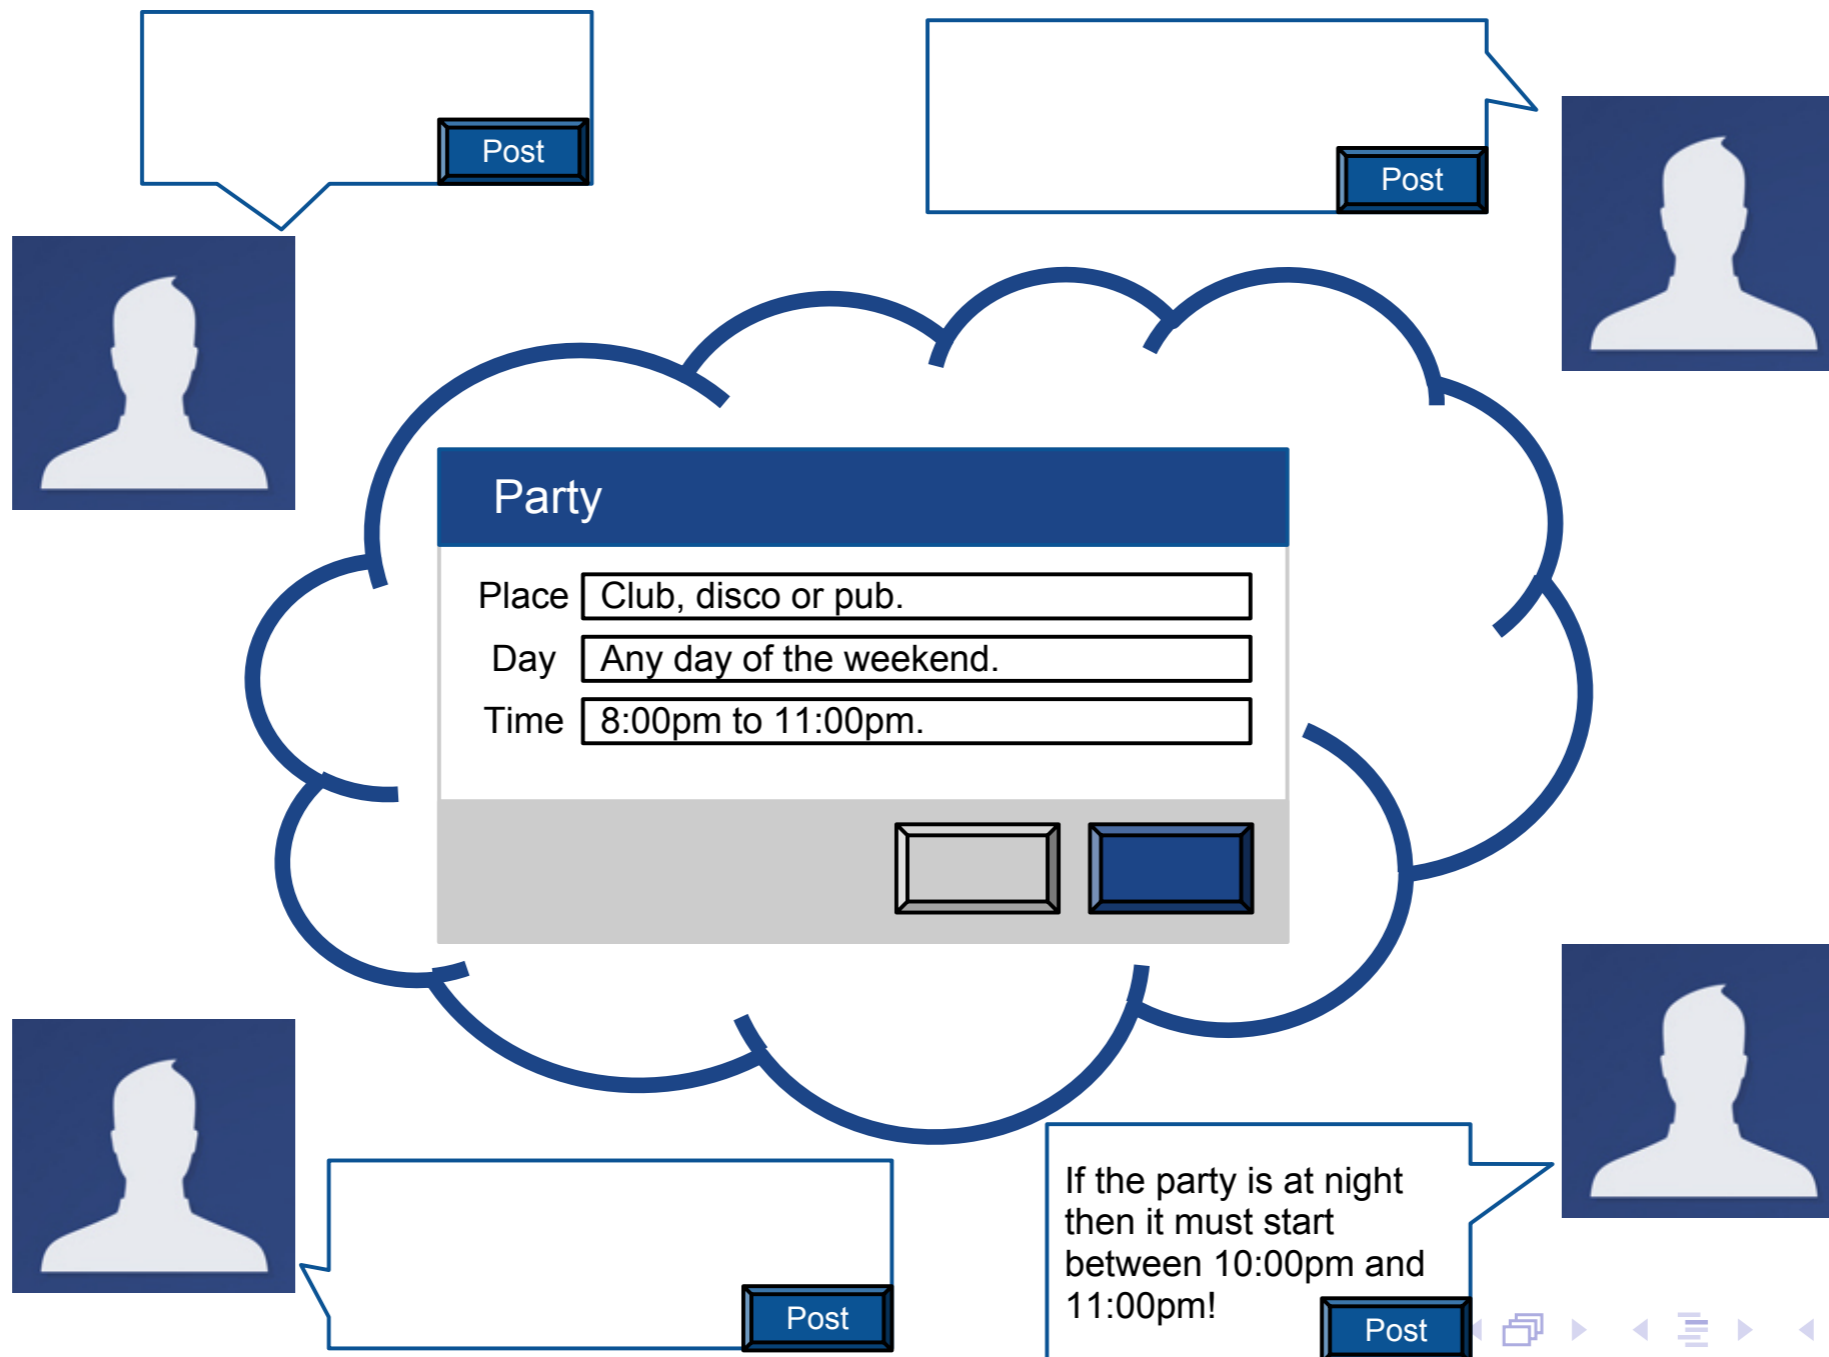 Post
Post
Party
Place Club, disco or pub.
Day Any day of the weekend.
Time 8:00pm to 11:00pm.
If the party is at night
then it must start
between 10:00pm and
11:00pm!
Post
Post